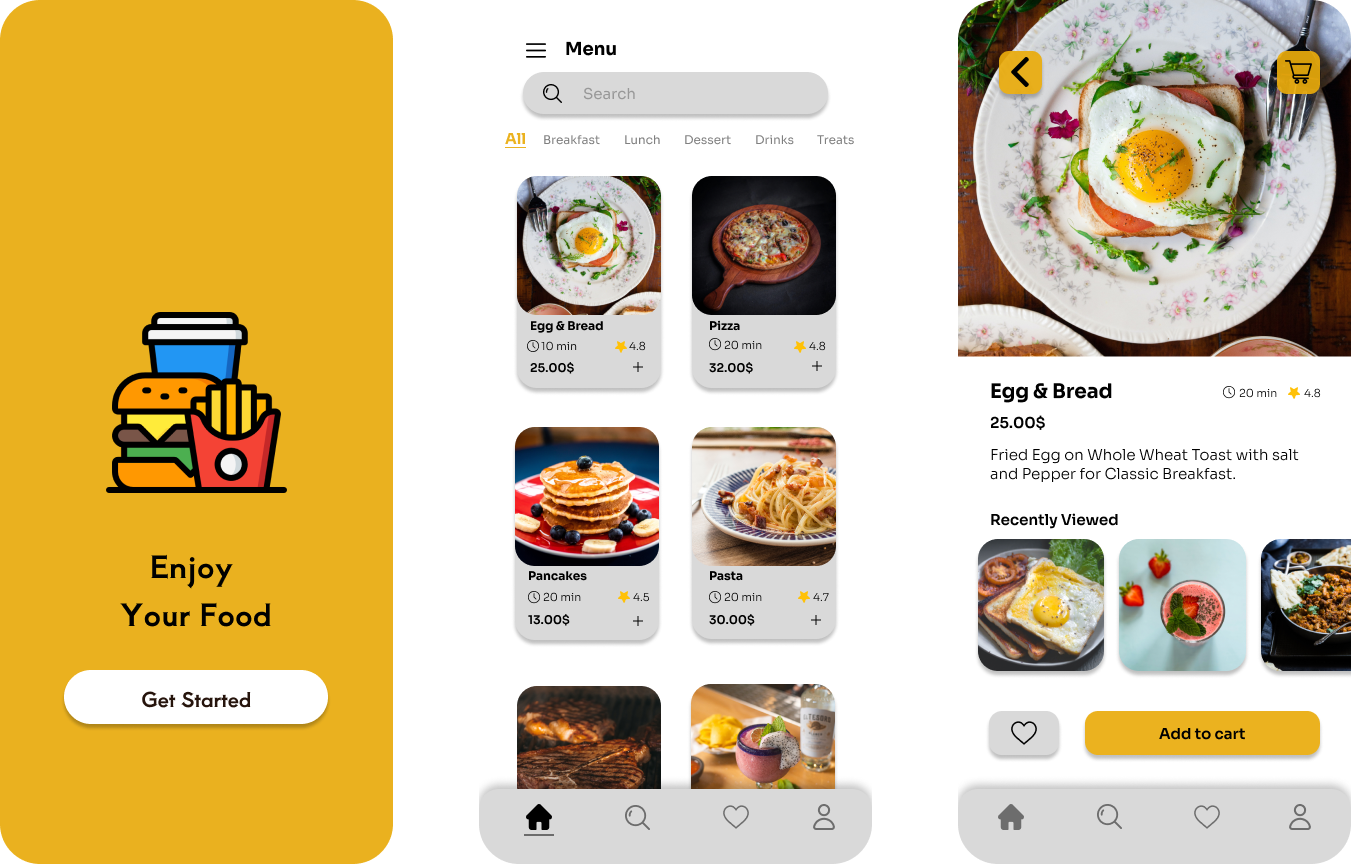 Enjoy
Your Food
Get Started
Menu
Search
All Breakfast Lunch Dessert Drinks Treats
Egg & Bread
10 min 4.8
25.00$
Pizza
20 min 4.8
32.00$
Pancakes
20 min 4.5
13.00$
Pasta
20 min 4.7
30.00$
Egg & Bread
20 min 4.8
25.00$
Fried Egg on Whole Wheat Toast with salt
and Pepper for Classic Breakfast.
Recently Viewed
Add to cart